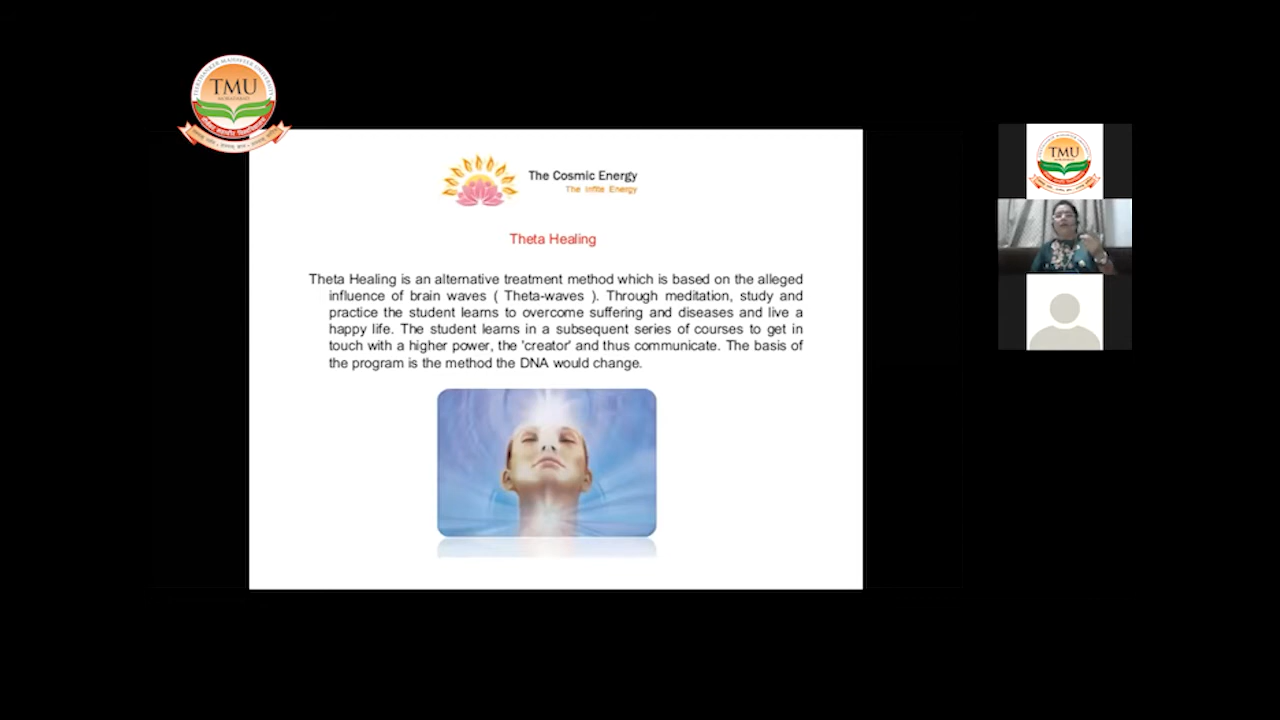 TMU
The Cosmic Energy
The Infite Energy
Theta Healing
Theta Healing is an alternative treatment method which is based on the alleged
influence of brain waves ( Theta-waves ). Through meditation, study and
practice the student learns to overcome suffering and diseases and live a
happy life. The student learns in a subsequent series of courses to get in
touch with a higher power, the 'creator' and thus communicate. The basis of
the program is the method the DNA would change.
TMU